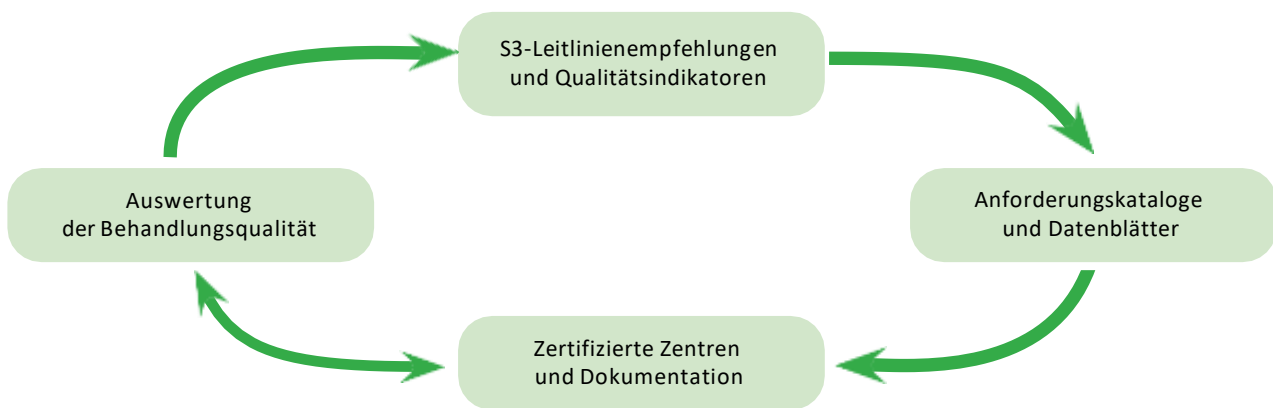 S3-Leitlinienempfehlungen
und Qualitätsindikatoren
Auswertung
der Behandlungsqualität
Anforderungskataloge
und Datenblätter
Zertifizierte Zentren
und Dokumentation